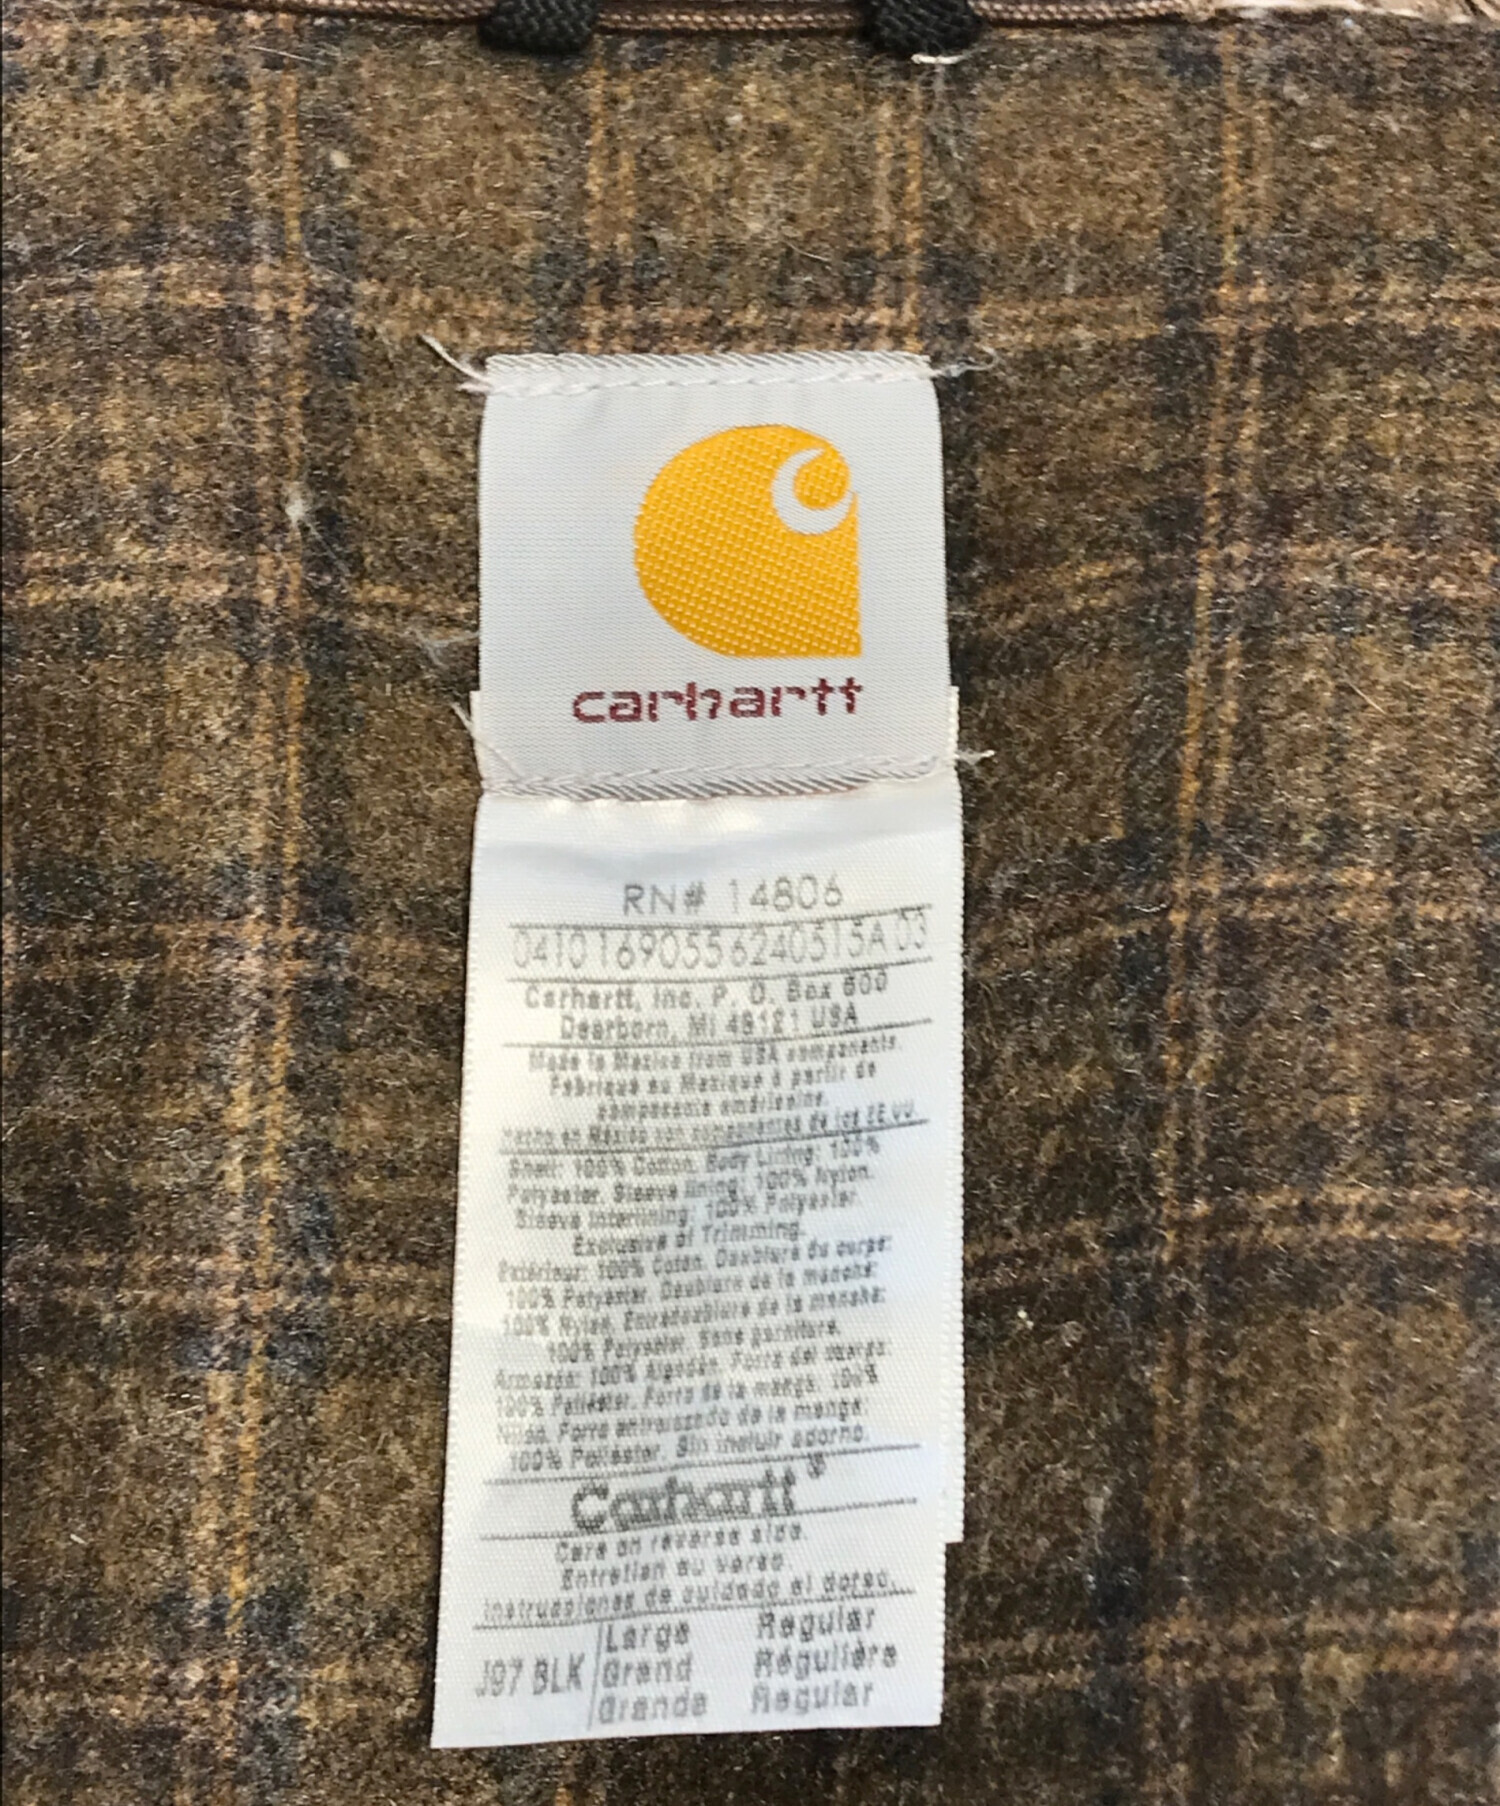 carhartt
RN# 14806
04101690556240515A 03
Carhartt, Inc. P. O. Box 600
Dearborn, MI 48121 USA
Made in Mexico from USA components.
Fabriqué au Mexique à partir de
composants américains.
Hecho en México con componentes de los EE.UU.
Shell: 100% Cotton. Body Lining: 100%
Polyester. Sleeve lining: 100% Nylon.
Sleeve Interlining: 100% Polyester.
Exclusive of Trimming.
Extérieur: 100% Coton. Doublure du corps:
100% Polyester. Doublure de la manche:
100% Nylon. Entredoublure de la manche:
100% Polyester. Sans garniture.
Armazón: 100% Algodón. Forro del cuerpo:
100% Poliéster. Forro de la manga: 100%
Nilón. Forro entrelazado de la manga:
100% Poliéster. Sin incluir adorno.
Carhartt®
Care on reverse side.
Entretien au verso.
Instrucciones de cuidado al dorso.
J97 BLK
Large Regular
Grand Régulière
Grande Regular